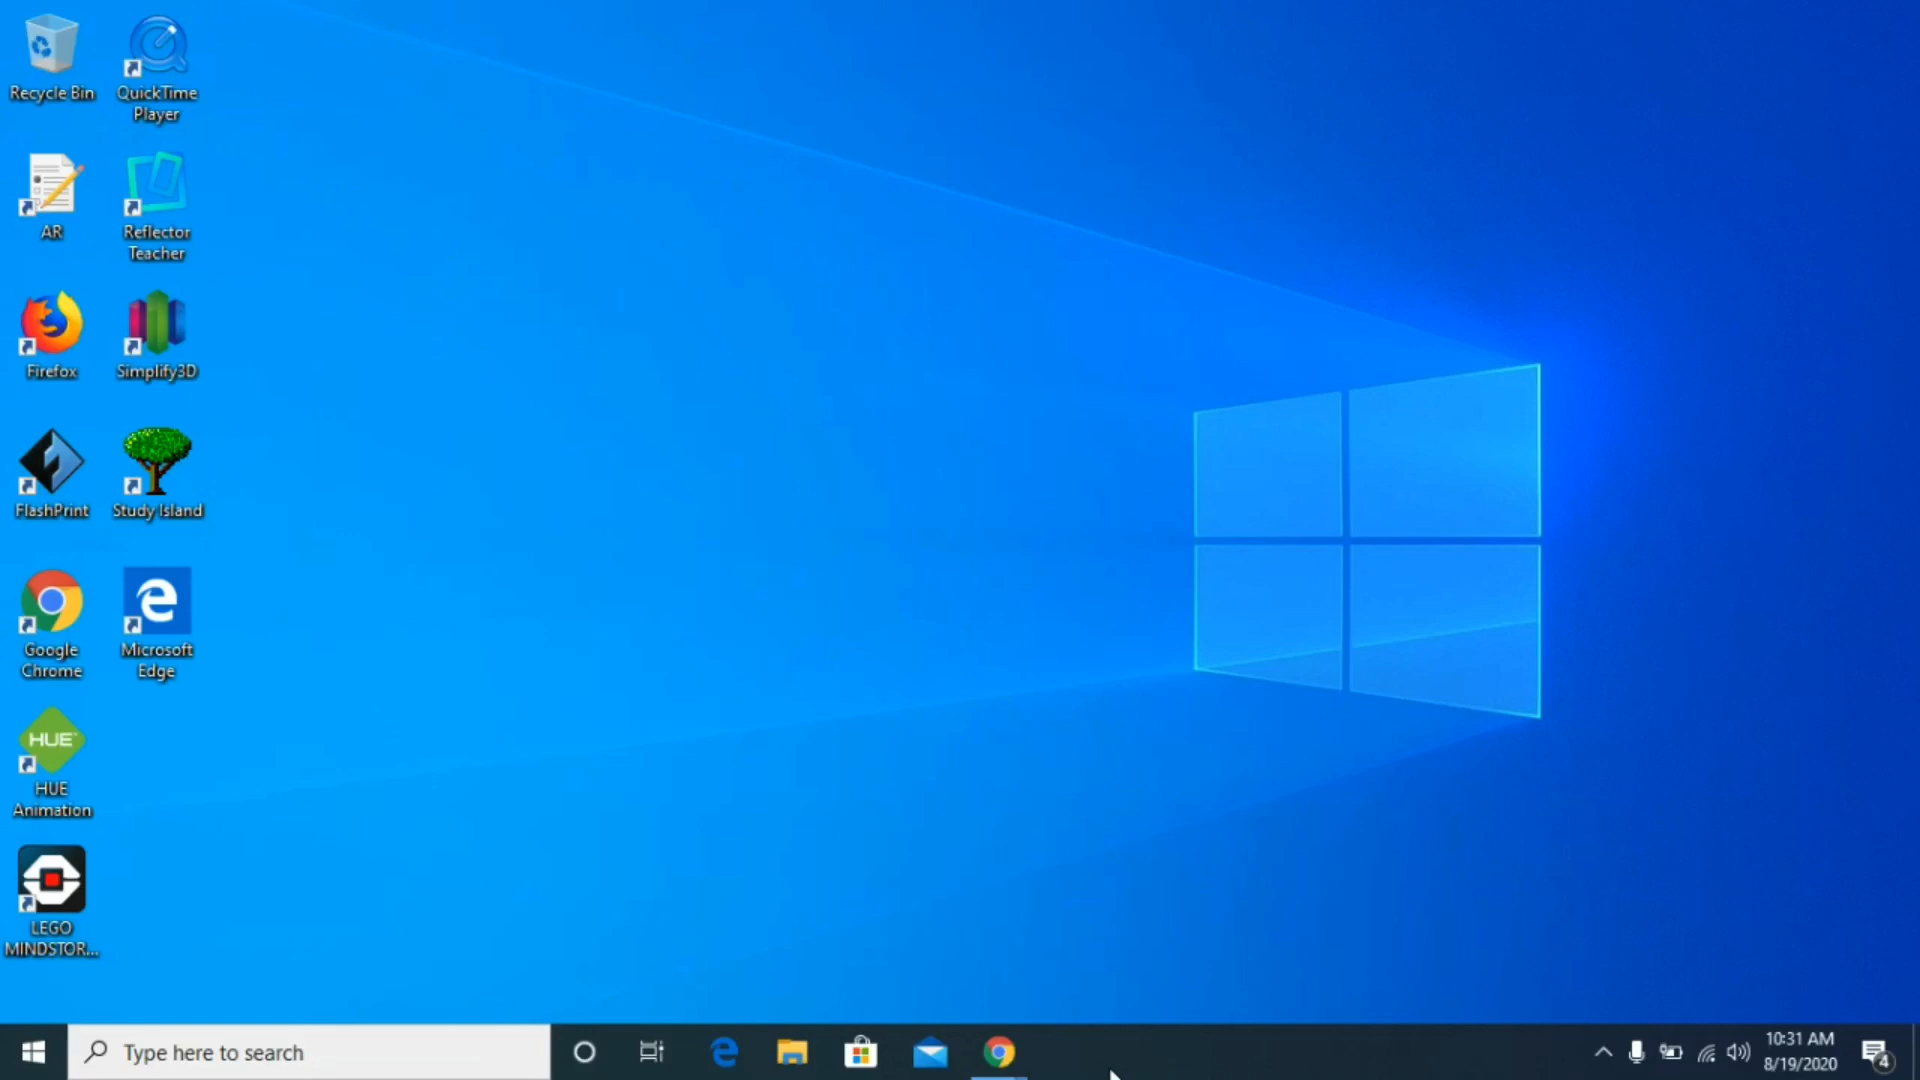 Recycle Bin
QuickTime
Player
AR
Reflector
Teacher
Firefox
Simplify3D
FlashPrint
Study Island
Google
Chrome
Microsoft
Edge
HUE
HUE
Animation
LEGO
MINDSTOR...
Type here to search
10:31 AM
8/19/2020
4